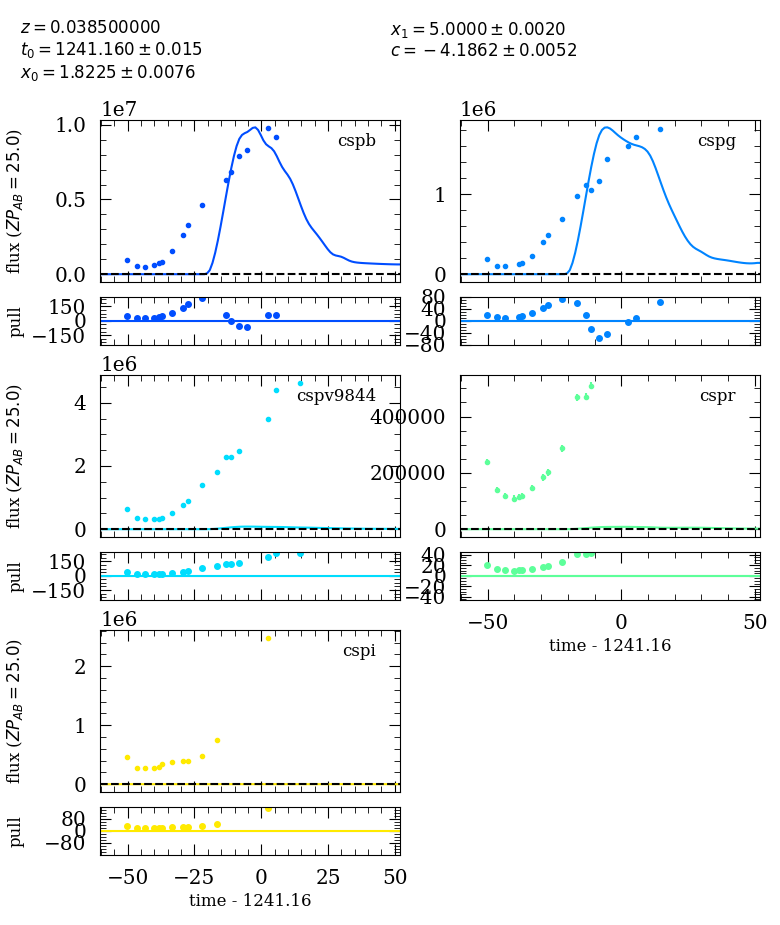 z = 0.038500000
t0 = 1241.160 ± 0.015
x0 = 1.8225 ± 0.0076
x1 = 5.0000 ± 0.0020
c = −4.1862 ± 0.0052
1e7
cspb
flux (ZP_AB = 25.0)
1.0
0.5
0.0
pull
150
0
−150
1e6
cspg
1
0
80
40
0
−40
−80
1e6
cspv9844
flux (ZP_AB = 25.0)
4
2
0
pull
150
0
−150
cspr
400000
200000
0
40
20
0
−20
−40
−50 0 50
time - 1241.16
1e6
cspi
flux (ZP_AB = 25.0)
2
1
0
pull
80
0
−80
−50 −25 0 25 50
time - 1241.16